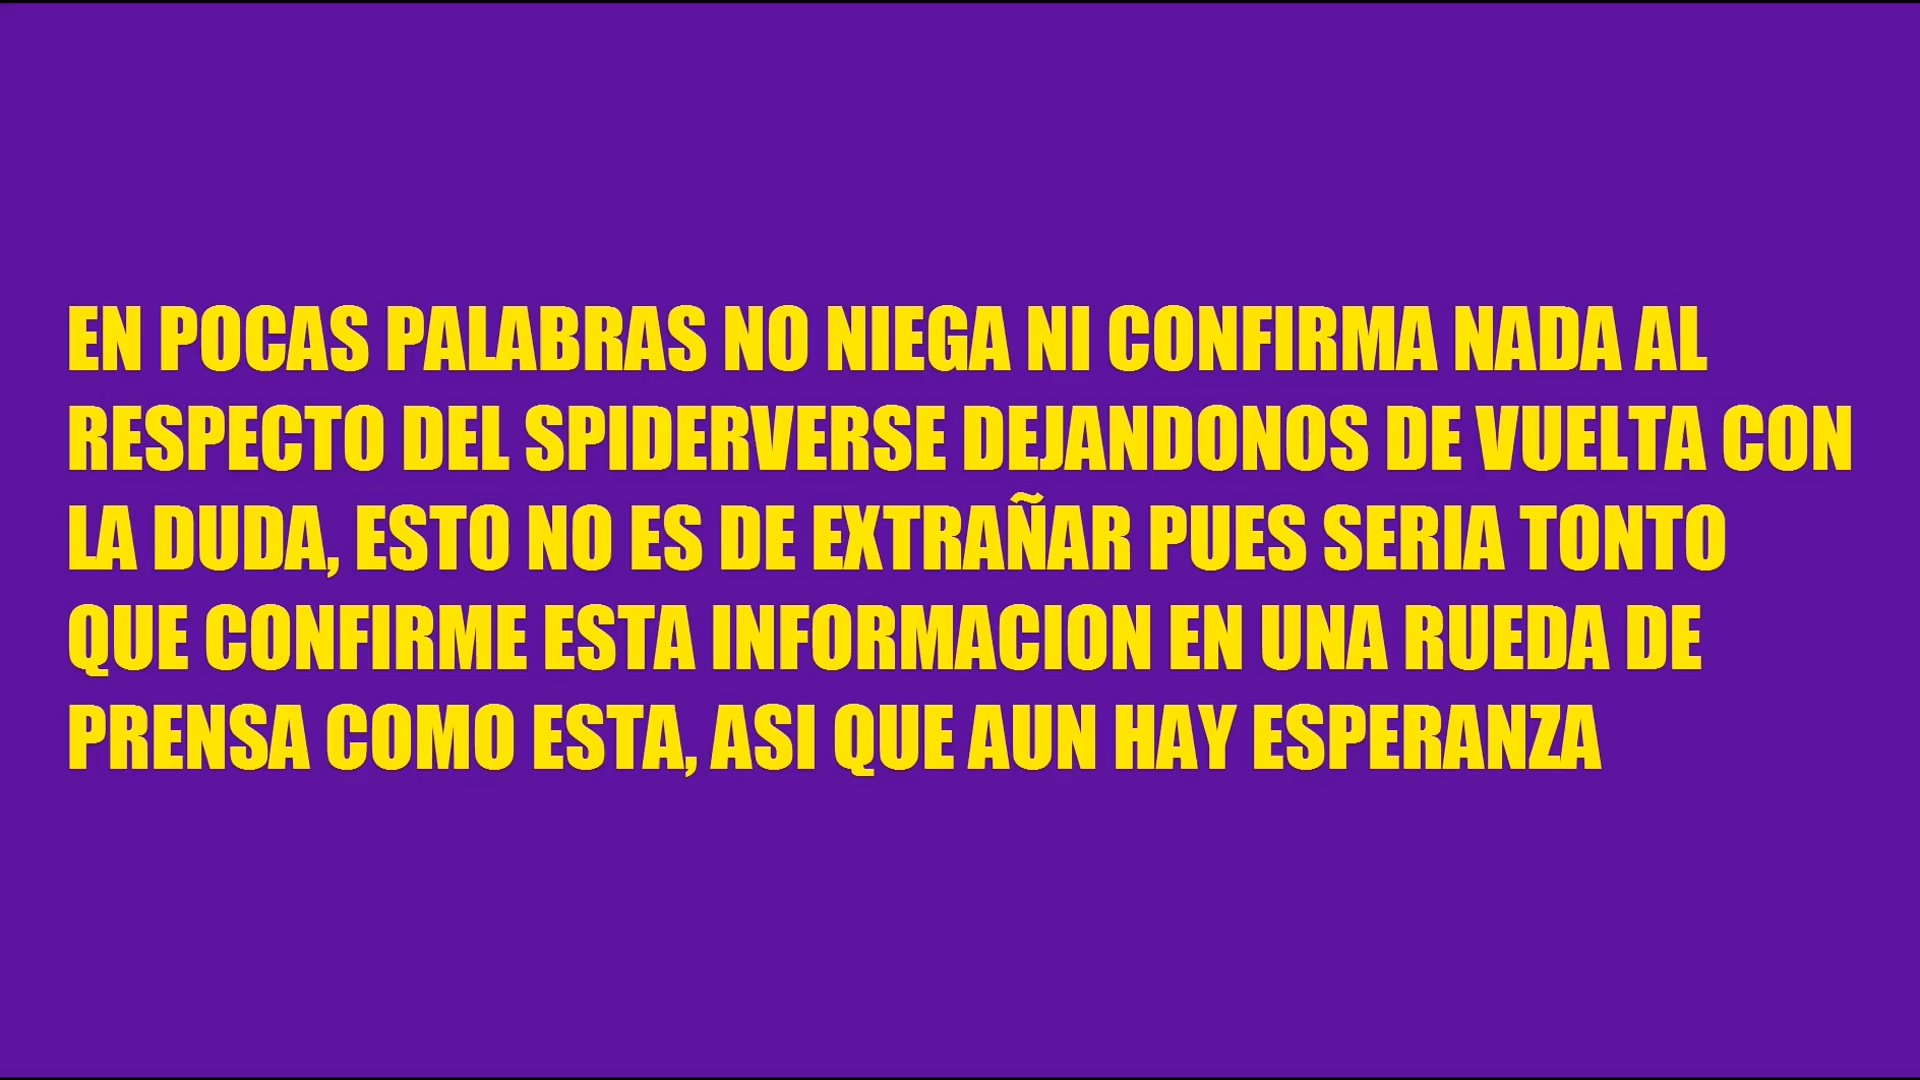 EN POCAS PALABRAS NO NIEGA NI CONFIRMA NADA AL
RESPECTO DEL SPIDERVERSE DEJANDONOS DE VUELTA CON
LA DUDA, ESTO NO ES DE EXTRAÑAR PUES SERIA TONTO
QUE CONFIRME ESTA INFORMACION EN UNA RUEDA DE
PRENSA COMO ESTA, ASI QUE AUN HAY ESPERANZA